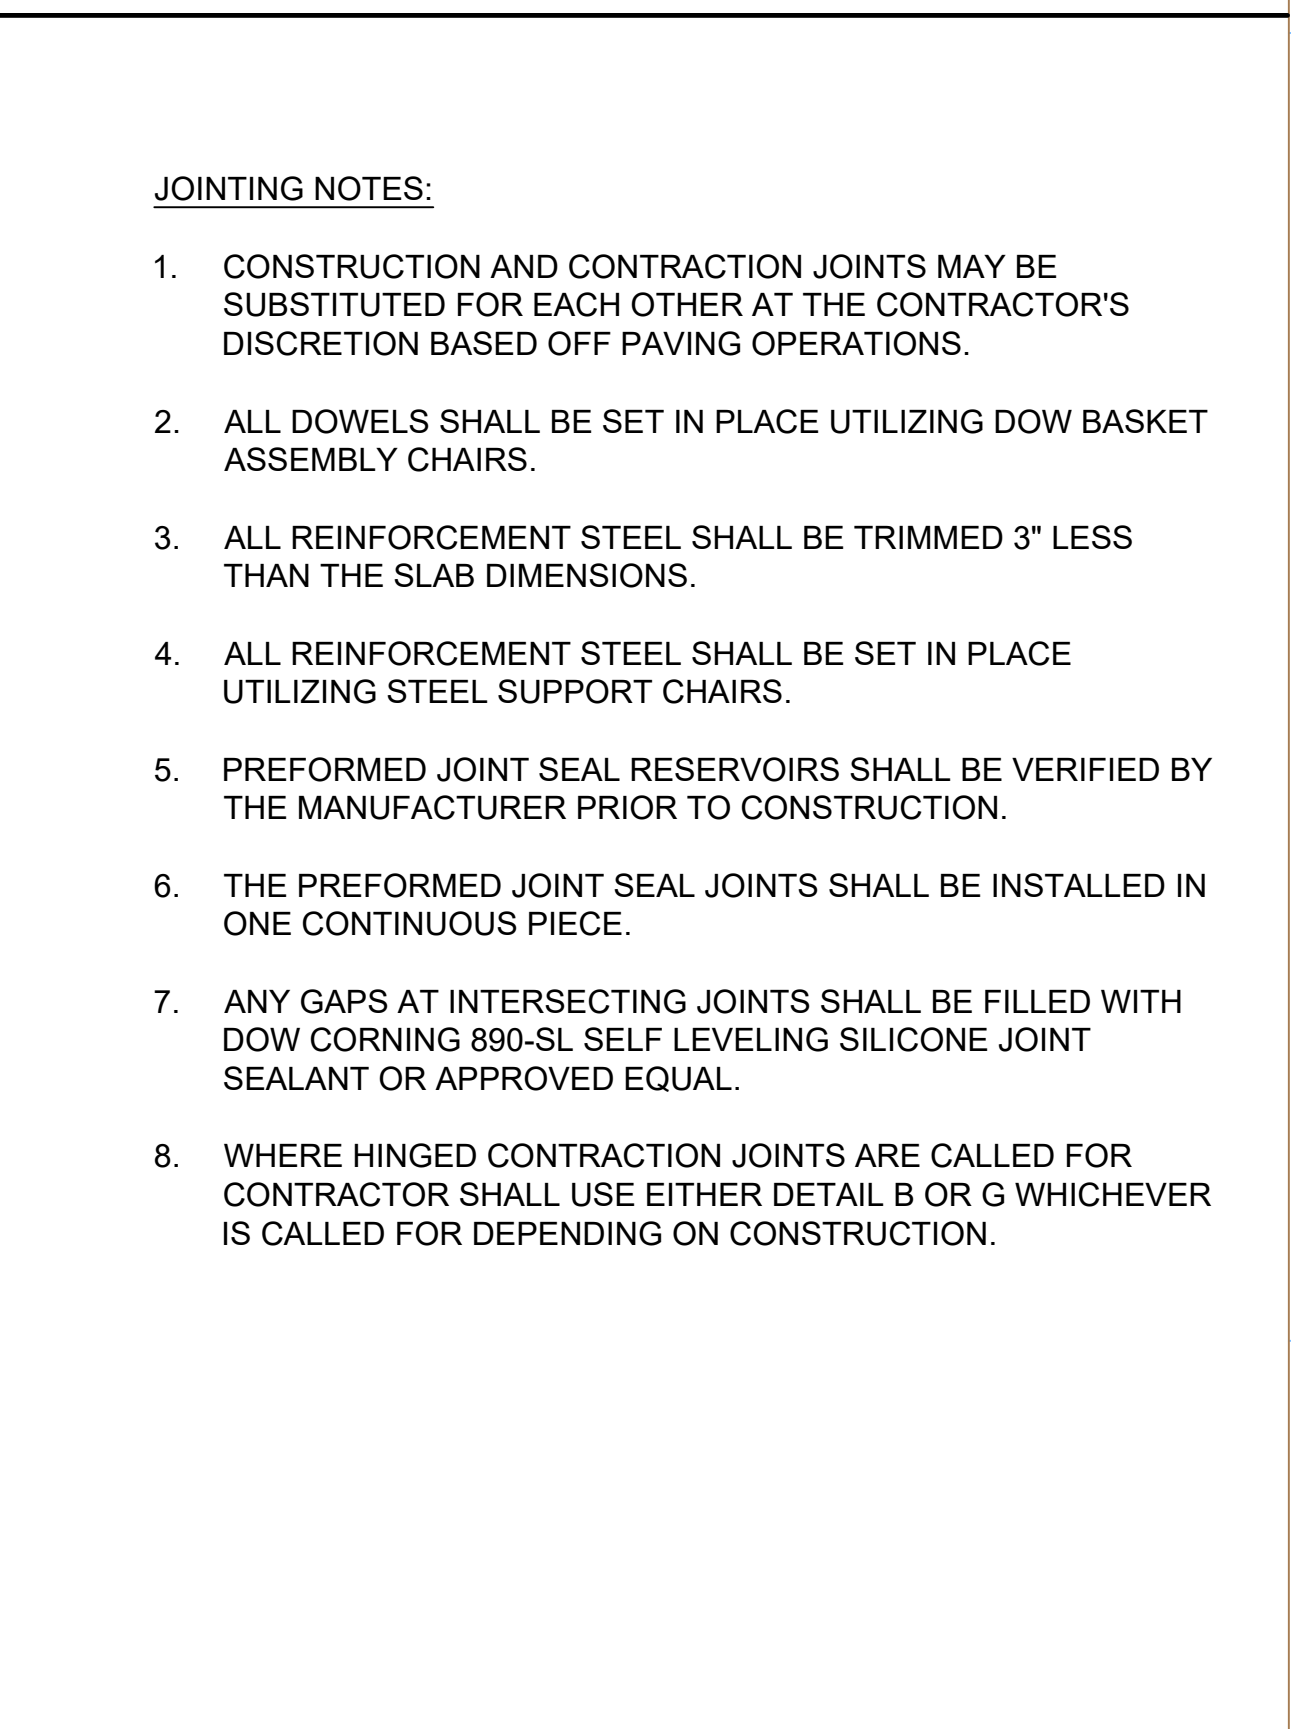 JOINTING NOTES:
1. CONSTRUCTION AND CONTRACTION JOINTS MAY BE
SUBSTITUTED FOR EACH OTHER AT THE CONTRACTOR'S
DISCRETION BASED OFF PAVING OPERATIONS.
2. ALL DOWELS SHALL BE SET IN PLACE UTILIZING DOW BASKET
ASSEMBLY CHAIRS.
3. ALL REINFORCEMENT STEEL SHALL BE TRIMMED 3" LESS
THAN THE SLAB DIMENSIONS.
4. ALL REINFORCEMENT STEEL SHALL BE SET IN PLACE
UTILIZING STEEL SUPPORT CHAIRS.
5. PREFORMED JOINT SEAL RESERVOIRS SHALL BE VERIFIED BY
THE MANUFACTURER PRIOR TO CONSTRUCTION.
6. THE PREFORMED JOINT SEAL JOINTS SHALL BE INSTALLED IN
ONE CONTINUOUS PIECE.
7. ANY GAPS AT INTERSECTING JOINTS SHALL BE FILLED WITH
DOW CORNING 890-SL SELF LEVELING SILICONE JOINT
SEALANT OR APPROVED EQUAL.
8. WHERE HINGED CONTRACTION JOINTS ARE CALLED FOR
CONTRACTOR SHALL USE EITHER DETAIL B OR G WHICHEVER
IS CALLED FOR DEPENDING ON CONSTRUCTION.